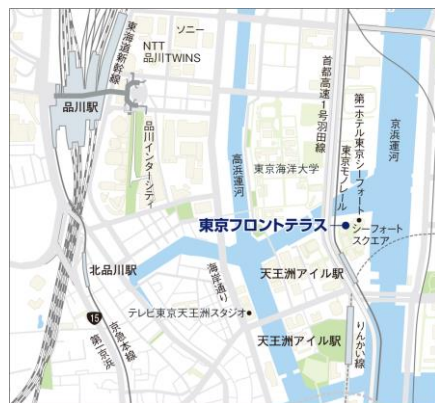 ソニー
NTT
品川TWINS
東海道新幹線
品川駅
品川インターシティ
高浜運河
首都高速1号羽田線
東京モノレール
第一ホテル東京シーフォート
京浜運河
東京海洋大学
東京フロントテラス
シーフォート
スクエア
北品川駅
海岸通り
天王洲アイル駅
15
京急本線
第一京浜
テレビ東京天王洲スタジオ
天王洲アイル駅
りんかい線